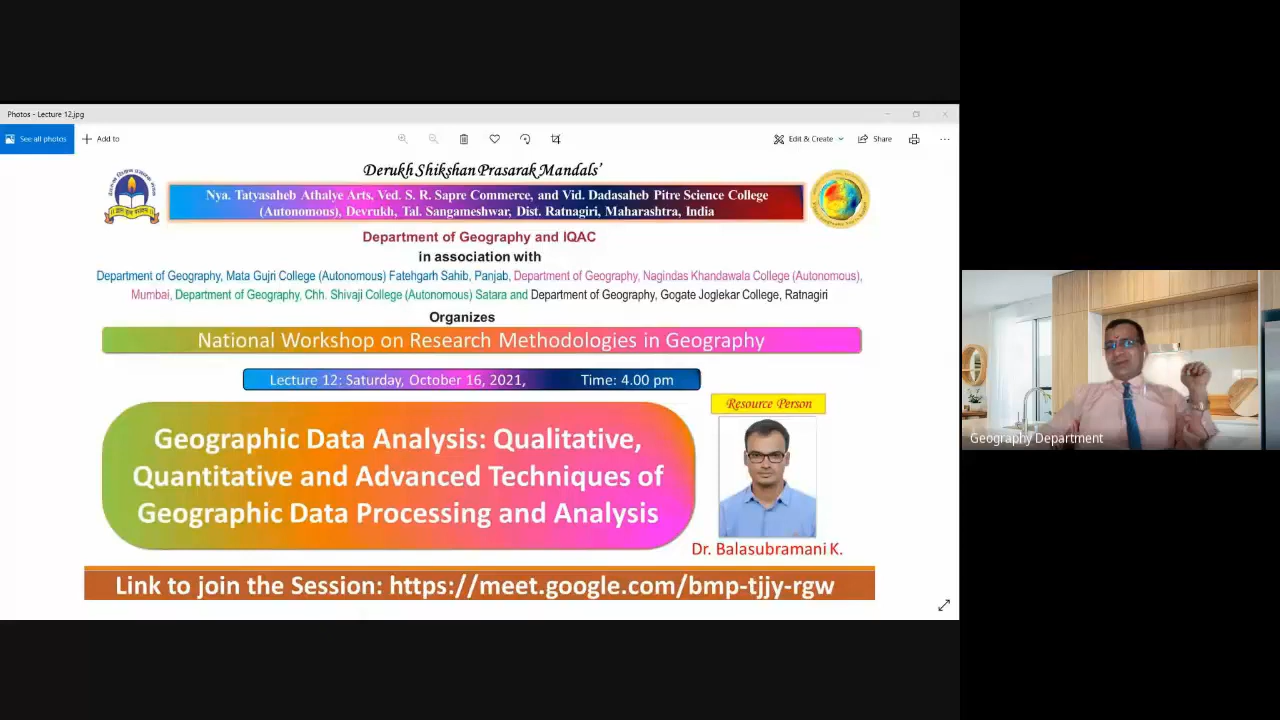 Photos - Lecture 12.jpg
See all photos
Add to
Edit & Create
Share
Derukh Shikshan Prasarak Mandals'
Nya. Tatyasaheb Athalye Arts, Ved. S. R. Sapre Commerce, and Vid. Dadasaheb Pitre Science College
(Autonomous), Devrukh, Tal. Sangameshwar, Dist. Ratnagiri, Maharashtra, India
Department of Geography and IQAC
in association with
Department of Geography, Mata Gujri College (Autonomous) Fatehgarh Sahib, Panjab, Department of Geography, Nagindas Khandawala College (Autonomous),
Mumbai, Department of Geography, Chh. Shivaji College (Autonomous) Satara and Department of Geography, Gogate Joglekar College, Ratnagiri
Organizes
National Workshop on Research Methodologies in Geography
Lecture 12: Saturday, October 16, 2021, Time: 4.00 pm
Resource Person
Geographic Data Analysis: Qualitative,
Quantitative and Advanced Techniques of
Geographic Data Processing and Analysis
Dr. Balasubramani K.
Link to join the Session: https://meet.google.com/bmp-tjjy-rgw
Geography Department